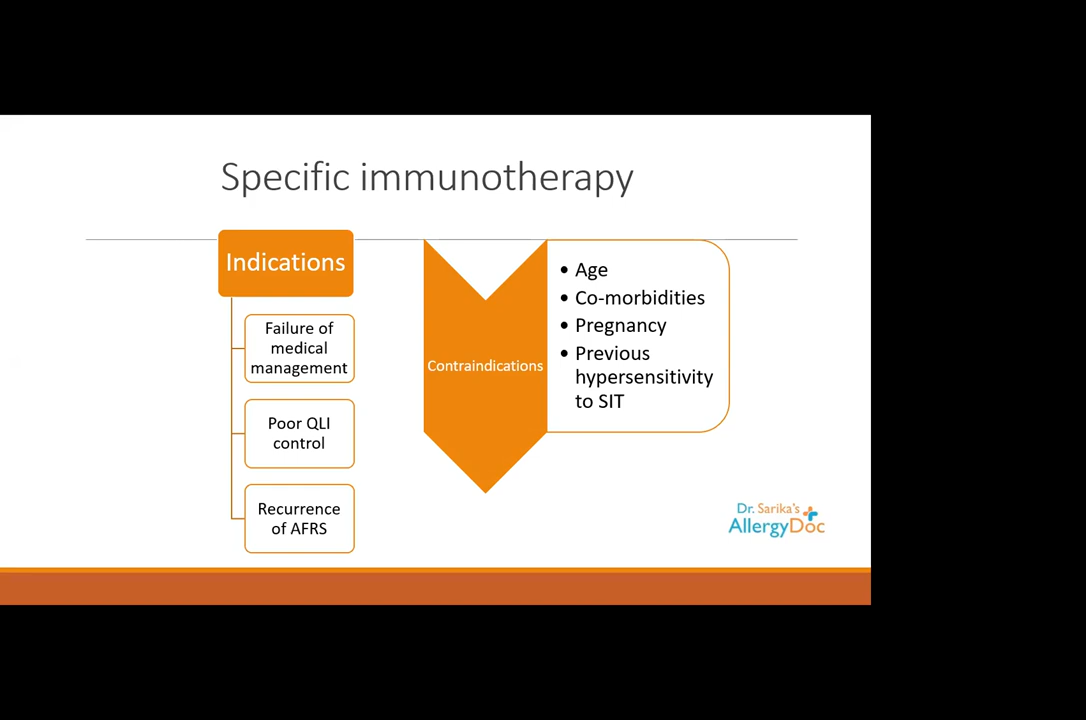 Specific immunotherapy
Indications
Failure of
medical
management
Poor QLI
control
Recurrence
of AFRS
Contraindications
• Age
• Co-morbidities
• Pregnancy
• Previous
hypersensitivity
to SIT
Dr. Sarika's
AllergyDoc